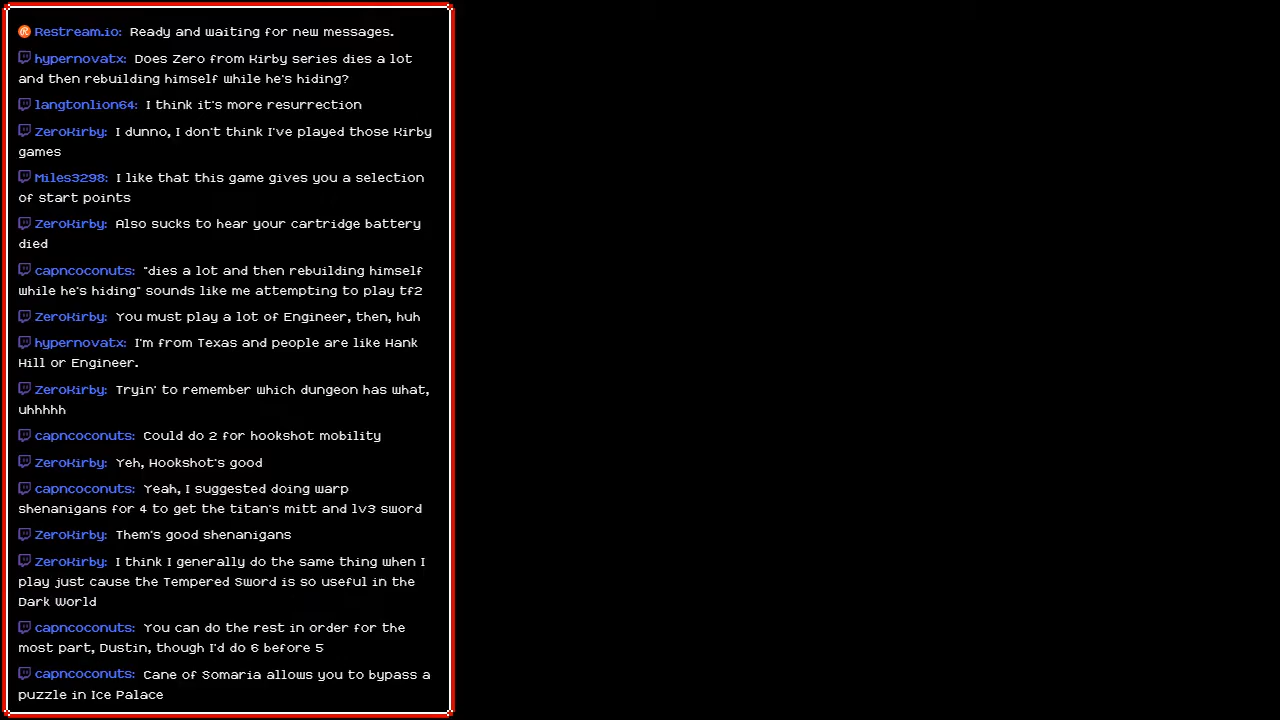 Restream.io: Ready and waiting for new messages.
hypernovatx: Does Zero from Kirby series dies a lot
and then rebuilding himself while he's hiding?
langtonlion64: I think it's more resurrection
ZeroKirby: I dunno, I don't think I've played those Kirby
games
Miles3298: I like that this game gives you a selection
of start points
ZeroKirby: Also sucks to hear your cartridge battery
died
capncoconuts: "dies a lot and then rebuilding himself
while he's hiding" sounds like me attempting to play tf2
ZeroKirby: You must play a lot of Engineer, then, huh
hypernovatx: I'm from Texas and people are like Hank
Hill or Engineer.
ZeroKirby: Tryin' to remember which dungeon has what,
uhhhhh
capncoconuts: Could do 2 for hookshot mobility
ZeroKirby: Yeh, Hookshot's good
capncoconuts: Yeah, I suggested doing warp
shenanigans for 4 to get the titan's mitt and lv3 sword
ZeroKirby: Them's good shenanigans
ZeroKirby: I think I generally do the same thing when I
play just cause the Tempered Sword is so useful in the
Dark World
capncoconuts: You can do the rest in order for the
most part, Dustin, though I'd do 6 before 5
capncoconuts: Cane of Somaria allows you to bypass a
puzzle in Ice Palace